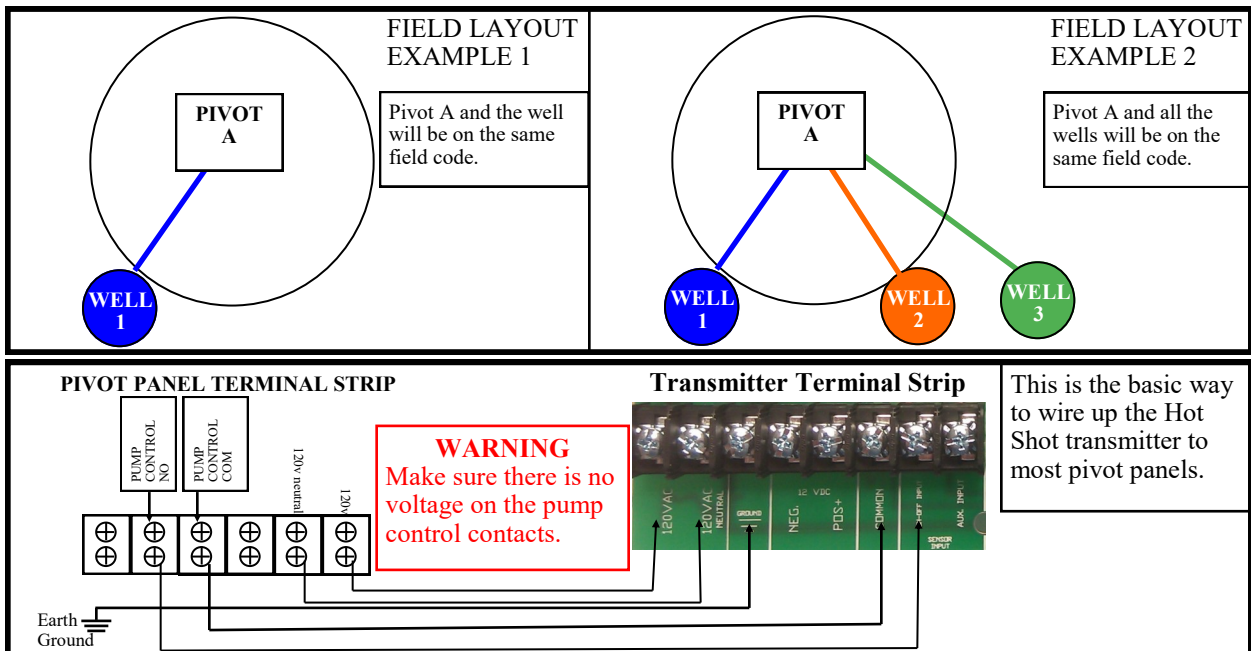 FIELD LAYOUT
EXAMPLE 1
PIVOT
A
Pivot A and the well
will be on the same
field code.
WELL
1
FIELD LAYOUT
EXAMPLE 2
PIVOT
A
Pivot A and all the
wells will be on the
same field code.
WELL
1
WELL
2
WELL
3
PIVOT PANEL TERMINAL STRIP
PUMP
CONTROL
NO
PUMP
CONTROL
COM
120v neutral
120v
Earth
Ground
WARNING
Make sure there is no
voltage on the pump
control contacts.
Transmitter Terminal Strip
120VAC
120VAC
NEUTRAL
GROUND
12 VDC
NEG.
POS+
COMMON
AUX. INPUT
SENSOR
INPUT
This is the basic way
to wire up the Hot
Shot transmitter to
most pivot panels.